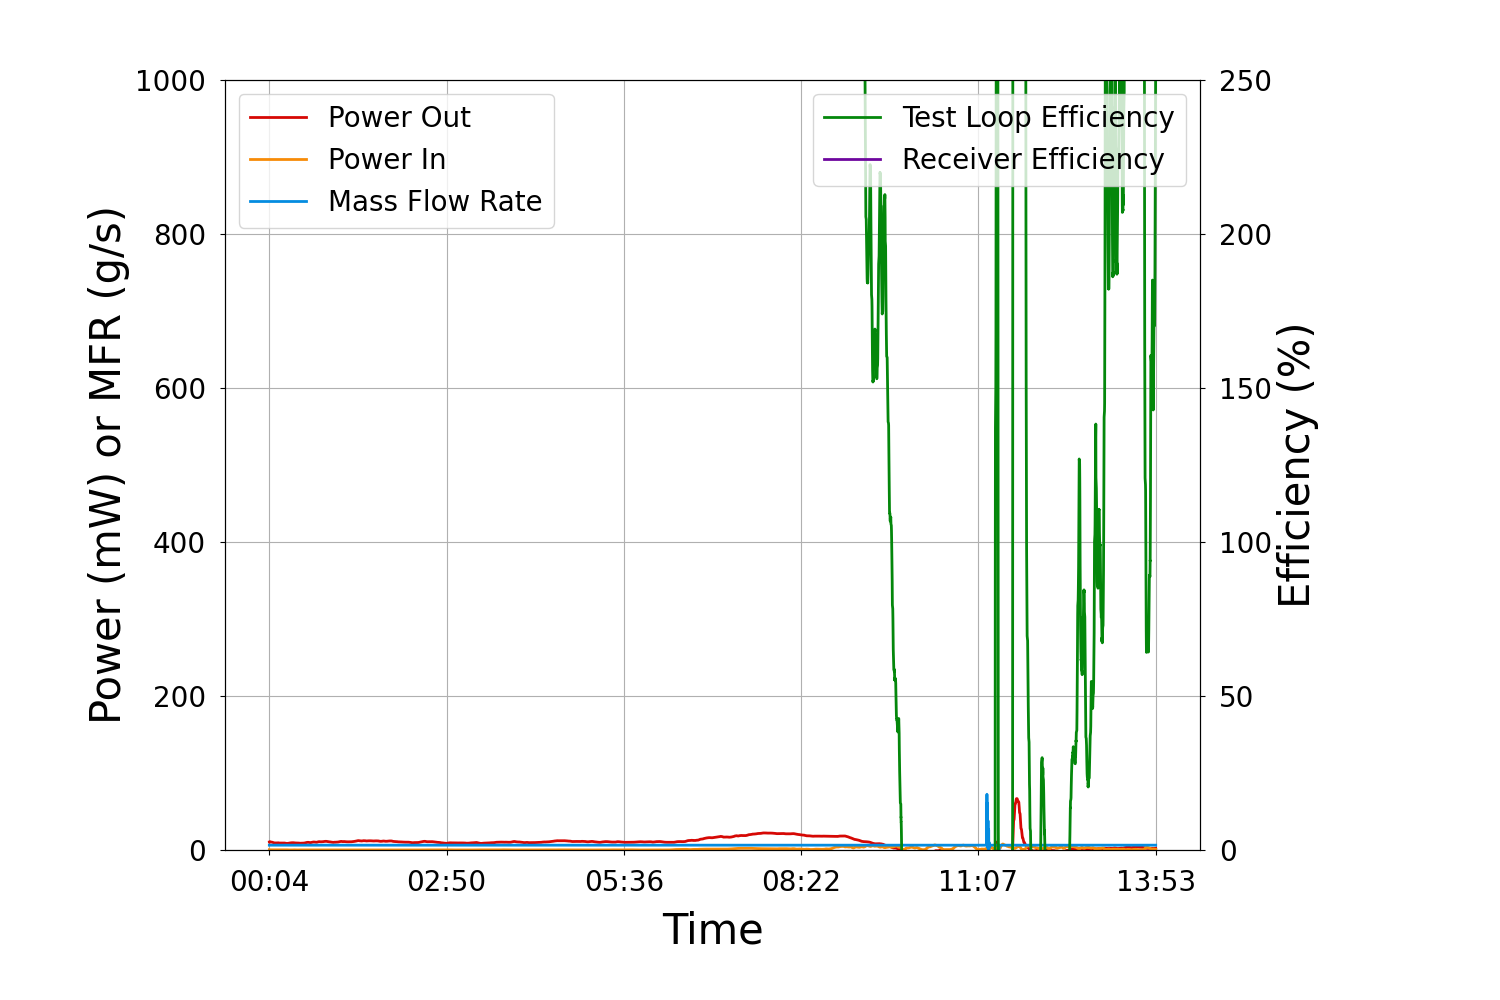 1000
800
600
400
200
0
Power (mW) or MFR (g/s)
Power Out
Power In
Mass Flow Rate
Test Loop Efficiency
Receiver Efficiency
250
200
150
100
50
0
Efficiency (%)
00:04 02:50 05:36 08:22 11:07 13:53
Time